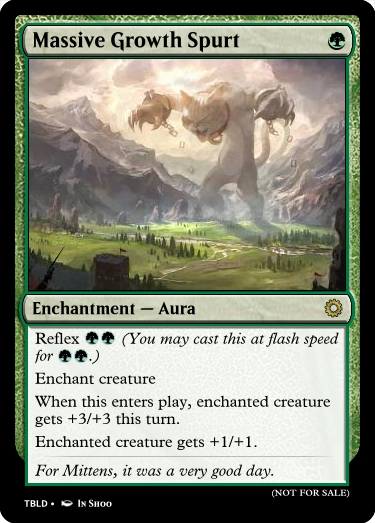 Massive Growth Spurt
Enchantment — Aura
Reflex (You may cast this at flash speed
for .)
Enchant creature
When this enters play, enchanted creature
gets +3/+3 this turn.
Enchanted creature gets +1/+1.
For Mittens, it was a very good day.
(NOT FOR SALE)
TBLD • In Shoo